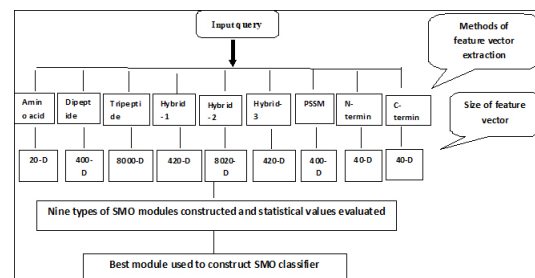 Input query
Methods of
feature vector
extraction
Amin
o acid
Dipept
ide
Tripepti
de
Hybrid
-1
Hybrid
-2
Hybrid-
3
PSSM
N-
termin
C-
termin
Size of feature
vector
20-D
400-
D
8000-D
420-D
8020-
D
420-D
400-
D
40-D
40-D
Nine types of SMO modules constructed and statistical values evaluated
Best module used to construct SMO classifier